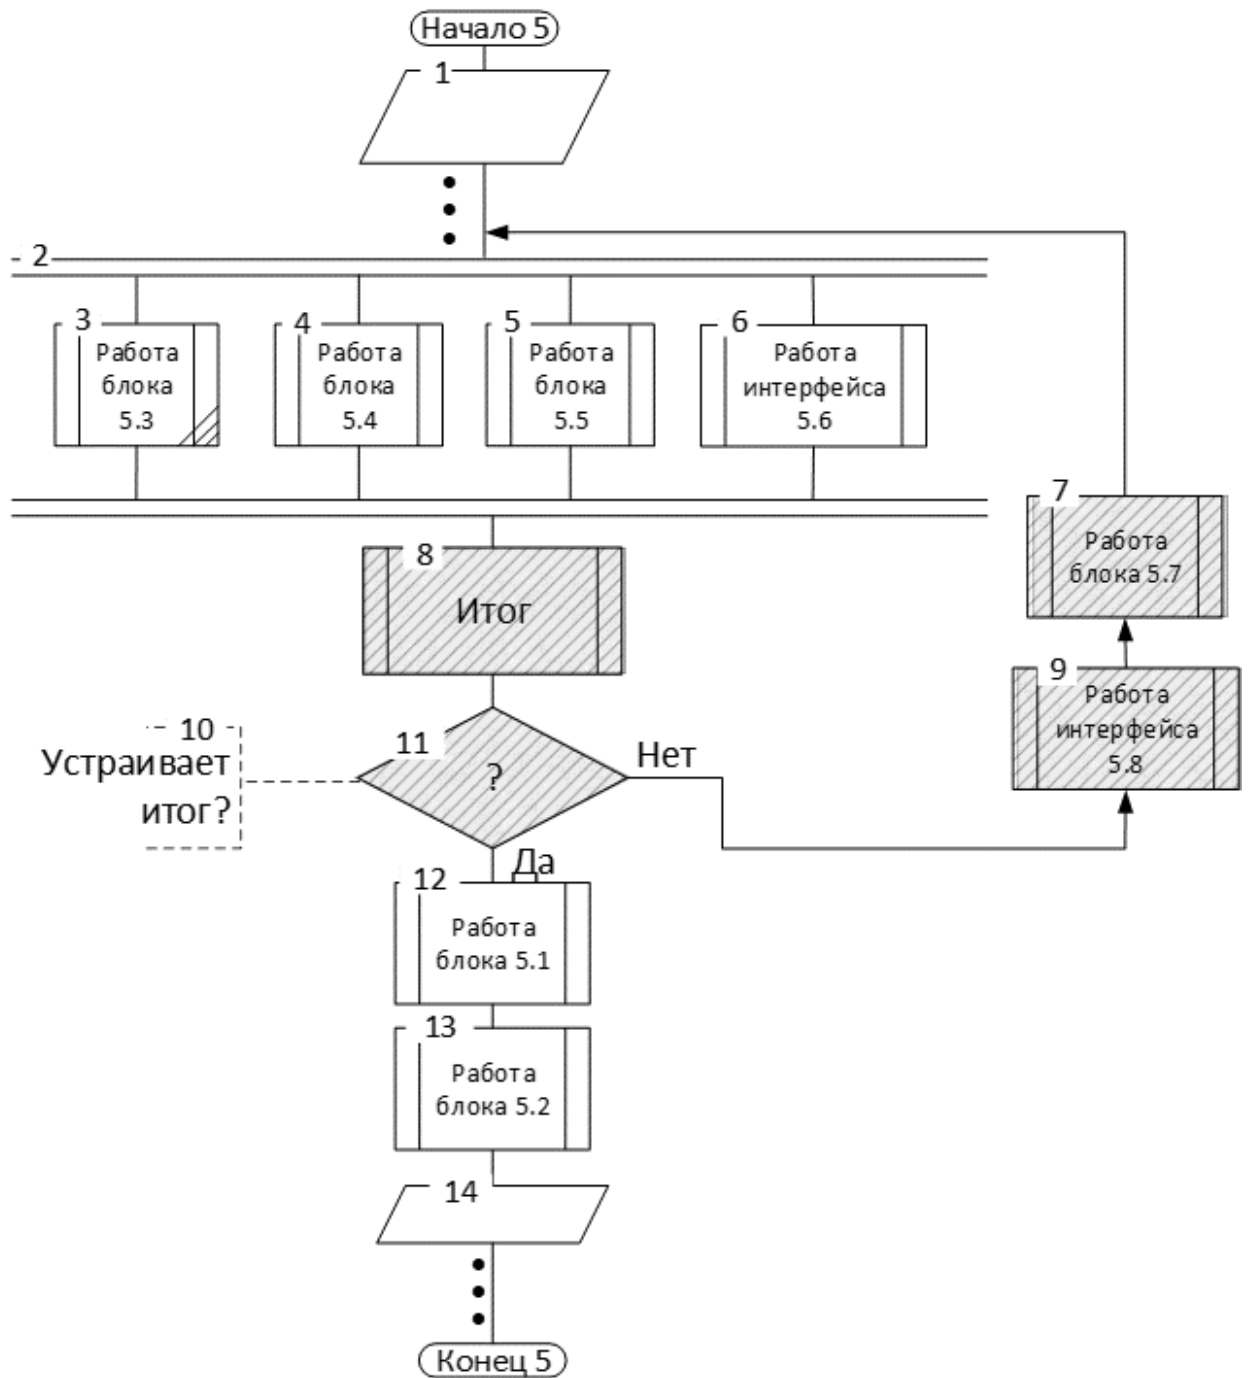 Начало 5
1
2
3
Работа
блока
5.3
4
Работа
блока
5.4
5
Работа
блока
5.5
6
Работа
интерфейса
5.6
7
Работа
блока 5.7
8
Итог
9
Работа
интерфейса
5.8
10
Устраивает
итог?
11
?
Нет
Да
12
Работа
блока 5.1
13
Работа
блока 5.2
14
Конец 5